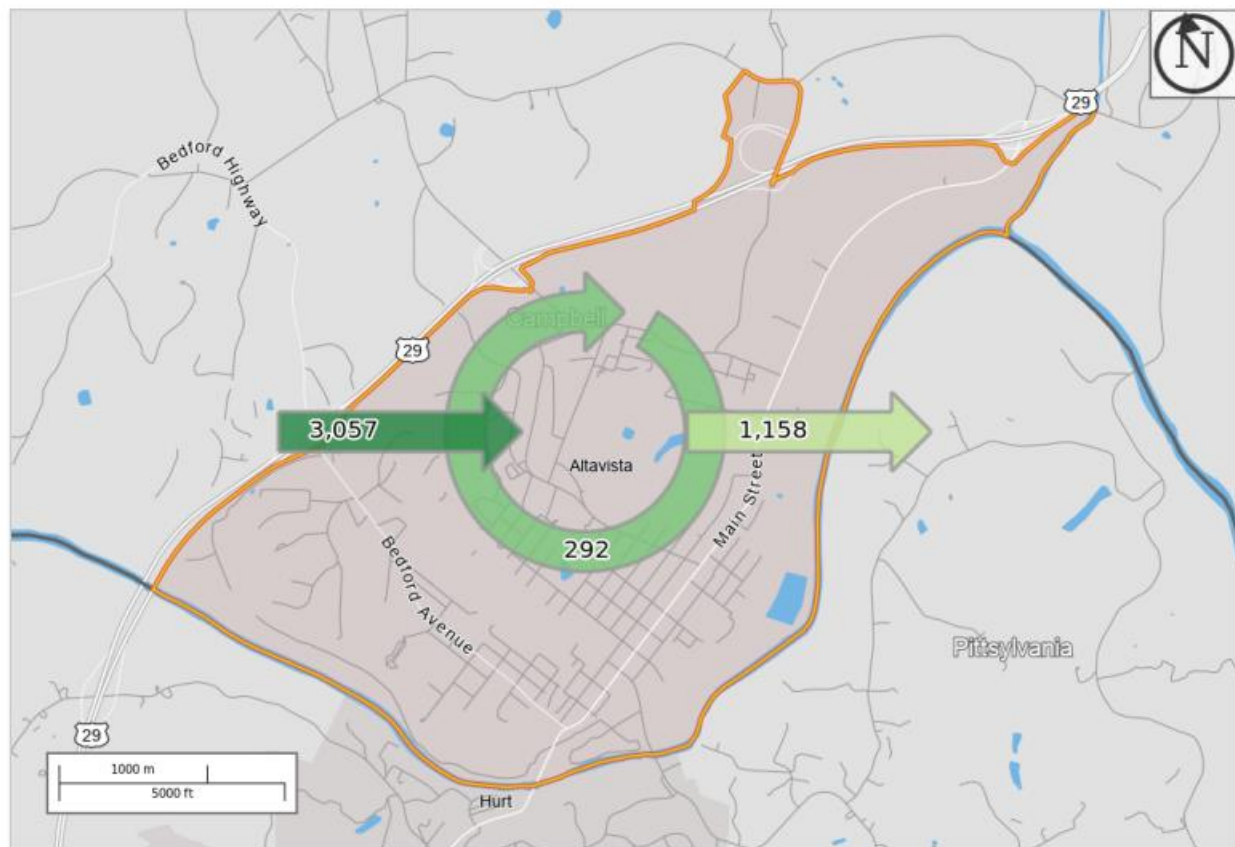 N
29
Bedford Highway
Campbell
29
3,057
1,158
Altavista
Main Street
292
Bedford Avenue
Pittsylvania
29
1000 m
5000 ft
Hurt